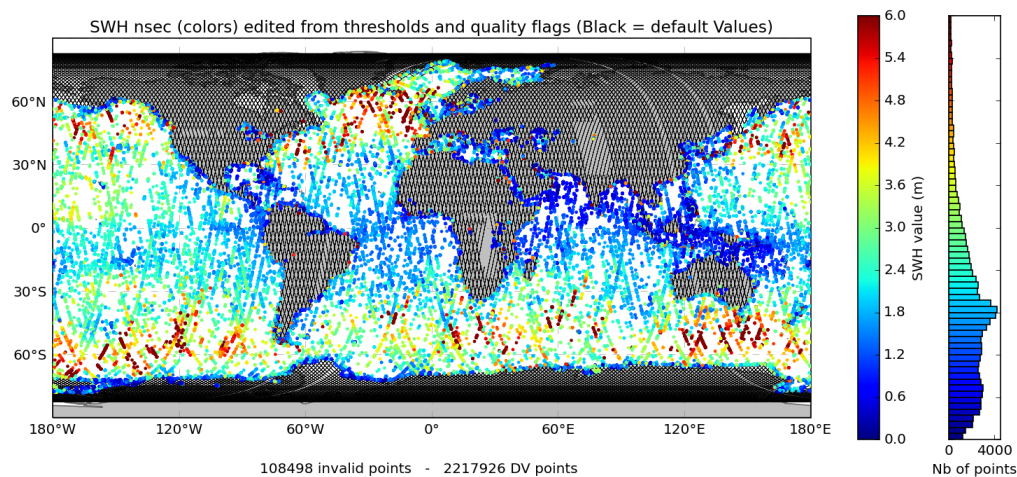 SWH nsec (colors) edited from thresholds and quality flags (Black = default Values)
60°N
30°N
0°
30°S
60°S
180°W 120°W 60°W 0° 60°E 120°E 180°E
6.0
5.4
4.8
4.2
3.6
3.0
2.4
1.8
1.2
0.6
0.0
SWH value (m)
0 4000
Nb of points
108498 invalid points - 2217926 DV points